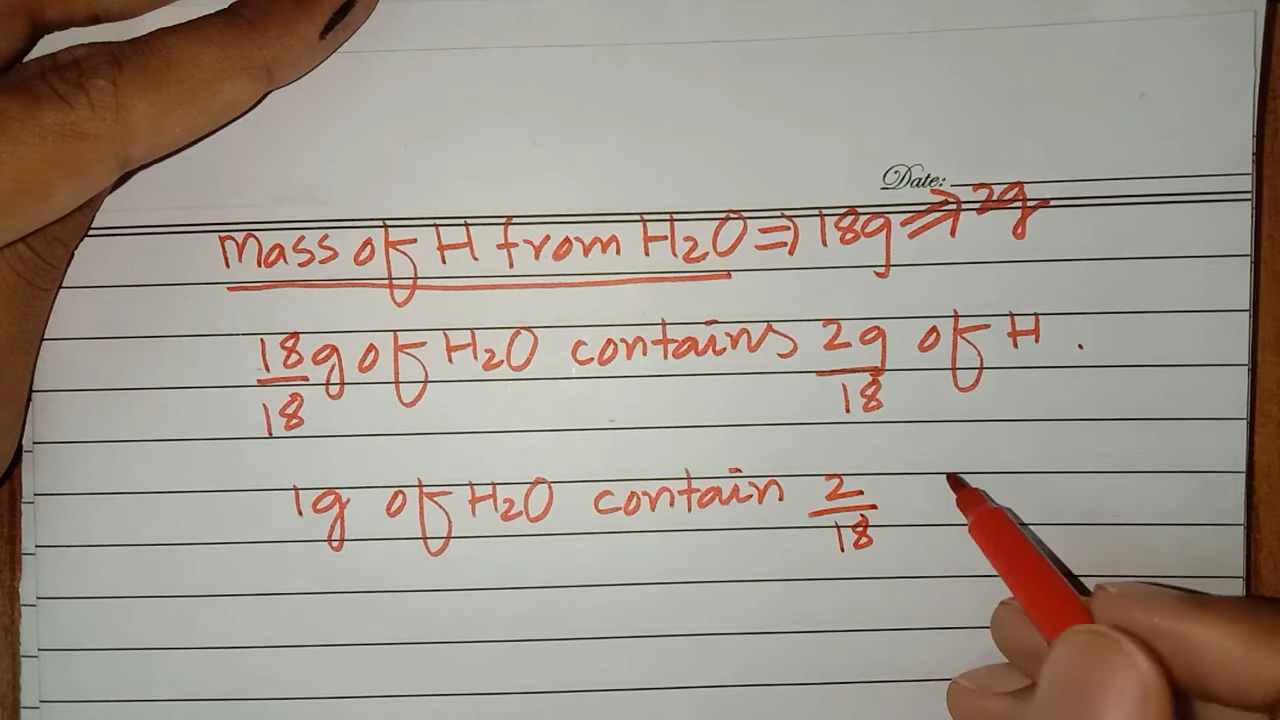 Date:
Mass of H from H₂O ⇒ 18g ⇒ 2g
18/18 g of H₂O contains 2g/18 of H.
1g of H₂O contain 2/18